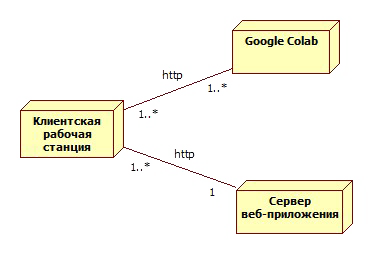 Google Colab
http
1..*
1..*
Клиентская
рабочая
станция
http
1..*
1
Сервер
веб-приложения